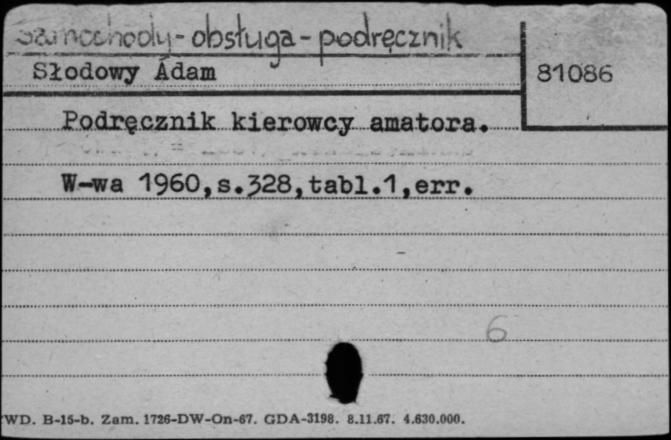 Samochody - obsługa - podręcznik
Słodowy Adam
81086
Podręcznik kierowcy amatora.
W-wa 1960,s.328,tabl.1,err.
6
WD. B-15-b. Zam. 1726-DW-On-67. GDA-3198. 8.11.67. 4.630.000.